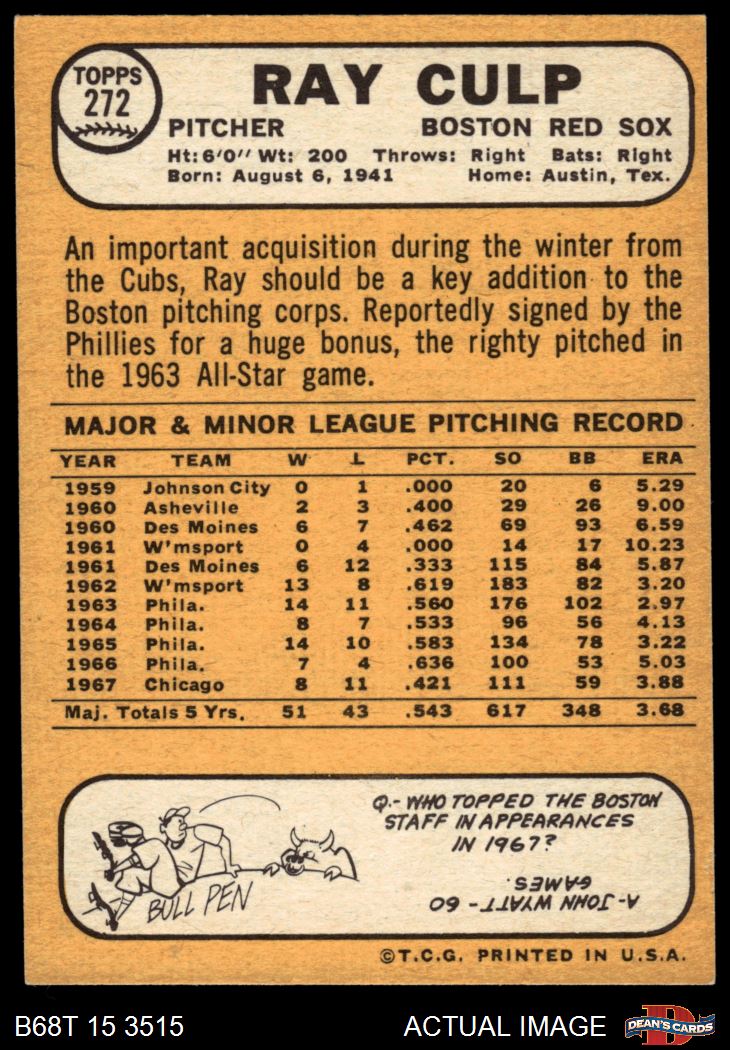 TOPPS
272
RAY CULP
PITCHER BOSTON RED SOX
Ht: 6'0" Wt: 200 Throws: Right Bats: Right
Born: August 6, 1941 Home: Austin, Tex.
An important acquisition during the winter from
the Cubs, Ray should be a key addition to the
Boston pitching corps. Reportedly signed by the
Phillies for a huge bonus, the righty pitched in
the 1963 All-Star game.
MAJOR & MINOR LEAGUE PITCHING RECORD
YEAR TEAM W L PCT. SO BB ERA
1959 Johnson City 0 1 .000 20 6 5.29
1960 Asheville 2 3 .400 29 26 9.00
1960 Des Moines 6 7 .462 69 93 6.59
1961 W'msport 0 4 .000 14 17 10.23
1961 Des Moines 6 12 .333 115 84 5.87
1962 W'msport 13 8 .619 183 82 3.20
1963 Phila. 14 11 .560 176 102 2.97
1964 Phila. 8 7 .533 96 56 4.13
1965 Phila. 14 10 .583 134 78 3.22
1966 Phila. 7 4 .636 100 53 5.03
1967 Chicago 8 11 .421 111 59 3.88
Maj. Totals 5 Yrs. 51 43 .543 617 348 3.68
Q.- WHO TOPPED THE BOSTON
STAFF IN APPEARANCES
IN 1967?
A- JOHN WYATT - 60
GAMES.
BULL PEN
©T.C.G. PRINTED IN U.S.A.
B68T 15 3515 ACTUAL IMAGE
D
DEAN'S CARDS